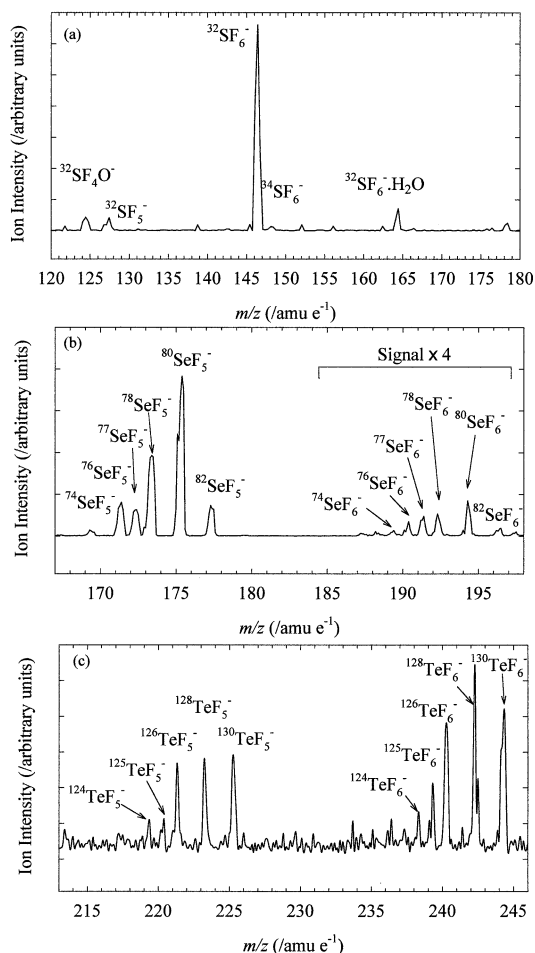 (a)
Ion Intensity (/arbitrary units)
³²SF₆⁻
³²SF₄O⁻
³²SF₅⁻
³⁴SF₆⁻
³²SF₆⁻.H₂O
120 125 130 135 140 145 150 155 160 165 170 175 180
m/z (/amu e⁻¹)
(b)
Ion Intensity (/arbitrary units)
Signal x 4
⁸⁰SeF₅⁻
⁷⁸SeF₅⁻
⁷⁷SeF₅⁻
⁷⁶SeF₅⁻
⁷⁴SeF₅⁻
⁸²SeF₅⁻
⁷⁸SeF₆⁻
⁸⁰SeF₆⁻
⁷⁷SeF₆⁻
⁷⁶SeF₆⁻
⁷⁴SeF₆⁻
⁸²SeF₆⁻
170 175 180 185 190 195
m/z (/amu e⁻¹)
(c)
Ion Intensity (/arbitrary units)
¹²⁸TeF₅⁻
¹²⁶TeF₅⁻
¹³⁰TeF₅⁻
¹²⁵TeF₅⁻
¹²⁴TeF₅⁻
¹³⁰TeF₆⁻
¹²⁸TeF₆⁻
¹²⁶TeF₆⁻
¹²⁵TeF₆⁻
¹²⁴TeF₆⁻
215 220 225 230 235 240 245
m/z (/amu e⁻¹)